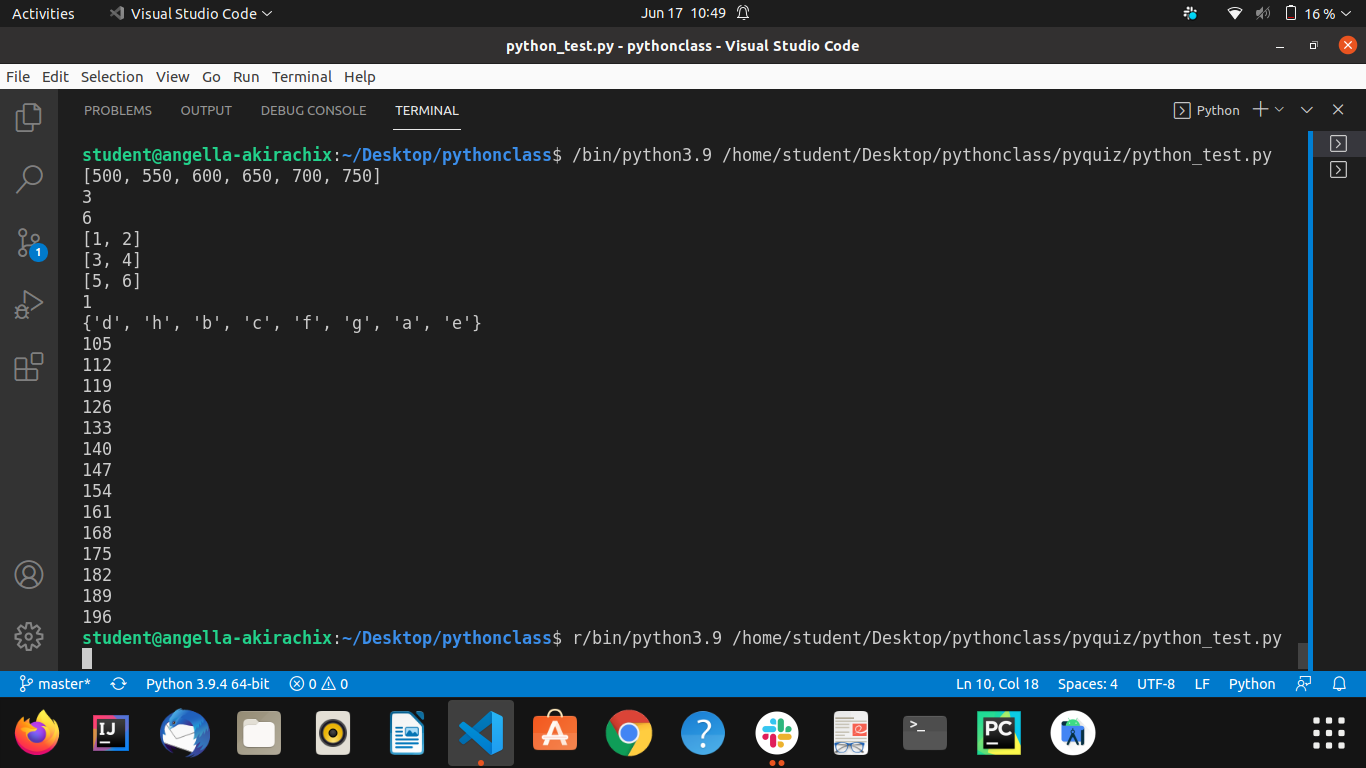 Activities Visual Studio Code Jun 17 10:49 16 %
python_test.py - pythonclass - Visual Studio Code
File Edit Selection View Go Run Terminal Help
PROBLEMS OUTPUT DEBUG CONSOLE TERMINAL Python
student@angella-akirachix:~/Desktop/pythonclass$ /bin/python3.9 /home/student/Desktop/pythonclass/pyquiz/python_test.py
[500, 550, 600, 650, 700, 750]
3
6
[1, 2]
[3, 4]
[5, 6]
1
{'d', 'h', 'b', 'c', 'f', 'g', 'a', 'e'}
105
112
119
126
133
140
147
154
161
168
175
182
189
196
student@angella-akirachix:~/Desktop/pythonclass$ r/bin/python3.9 /home/student/Desktop/pythonclass/pyquiz/python_test.py
1
master* Python 3.9.4 64-bit 0 0 Ln 10, Col 18 Spaces: 4 UTF-8 LF Python
IJ A ? >_ PC